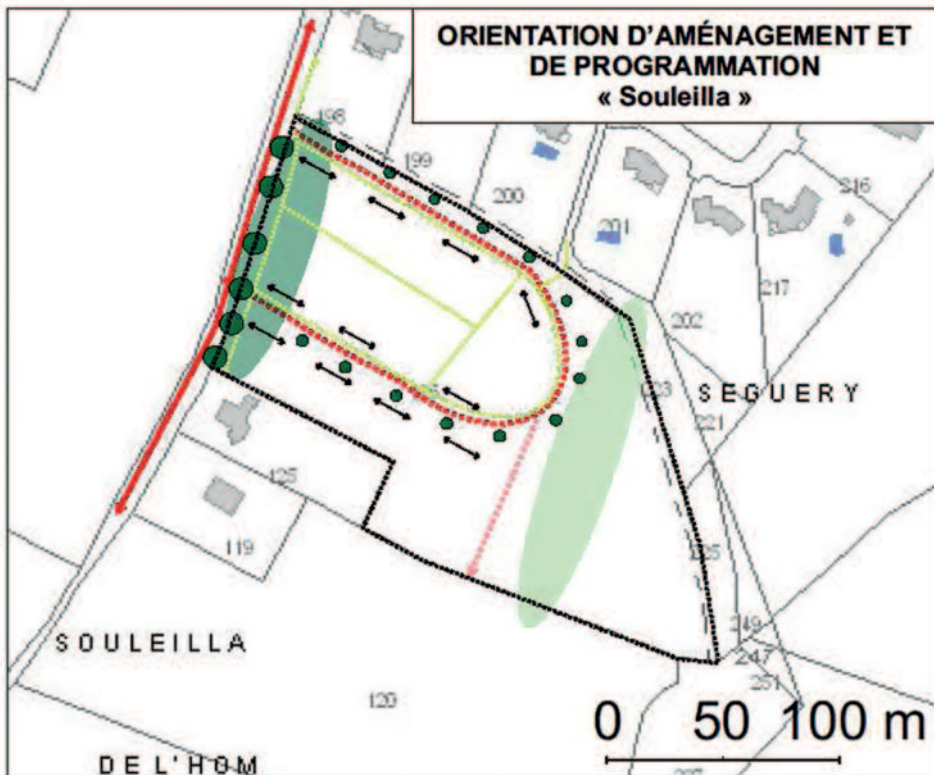 ORIENTATION D'AMÉNAGEMENT ET
DE PROGRAMMATION
« Souleilla »
198
199
200
201
216
217
202
SEGUERY
221
125
119
225
SOULEILLA
249
247
251
120
0 50 100 m
DE L'HOM